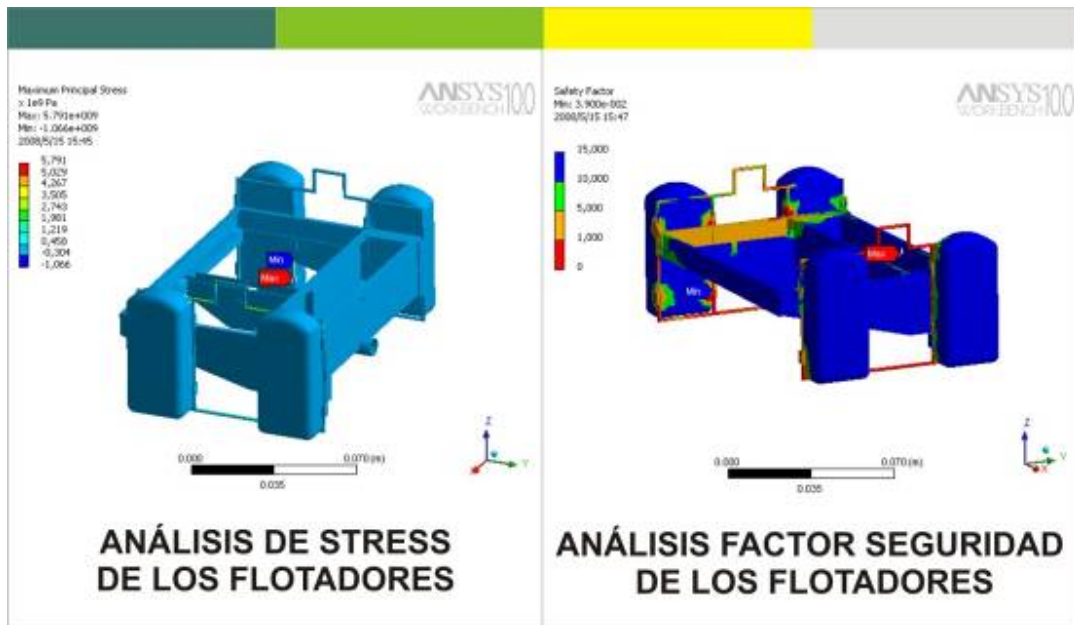 Maximum Principal Stress
x 1e9 Pa
Max: 5.791e+009
Min: -1.066e+009
2008/5/15 15:45
ANSYS 10.0
WORKBENCH
5,791
5,029
4,267
3,505
2,743
1,981
1,219
0,458
-0,304
-1,066
Min
Max
Z
Y
0.000
0.070 (m)
0.035
ANÁLISIS DE STRESS
DE LOS FLOTADORES
Safety Factor
Min: 3.900e-002
2008/5/15 15:47
ANSYS 10.0
WORKBENCH
15,000
10,000
5,000
1,000
0
Max
Min
Z
Y
X
0.000
0.070 (m)
0.035
ANÁLISIS FACTOR SEGURIDAD
DE LOS FLOTADORES